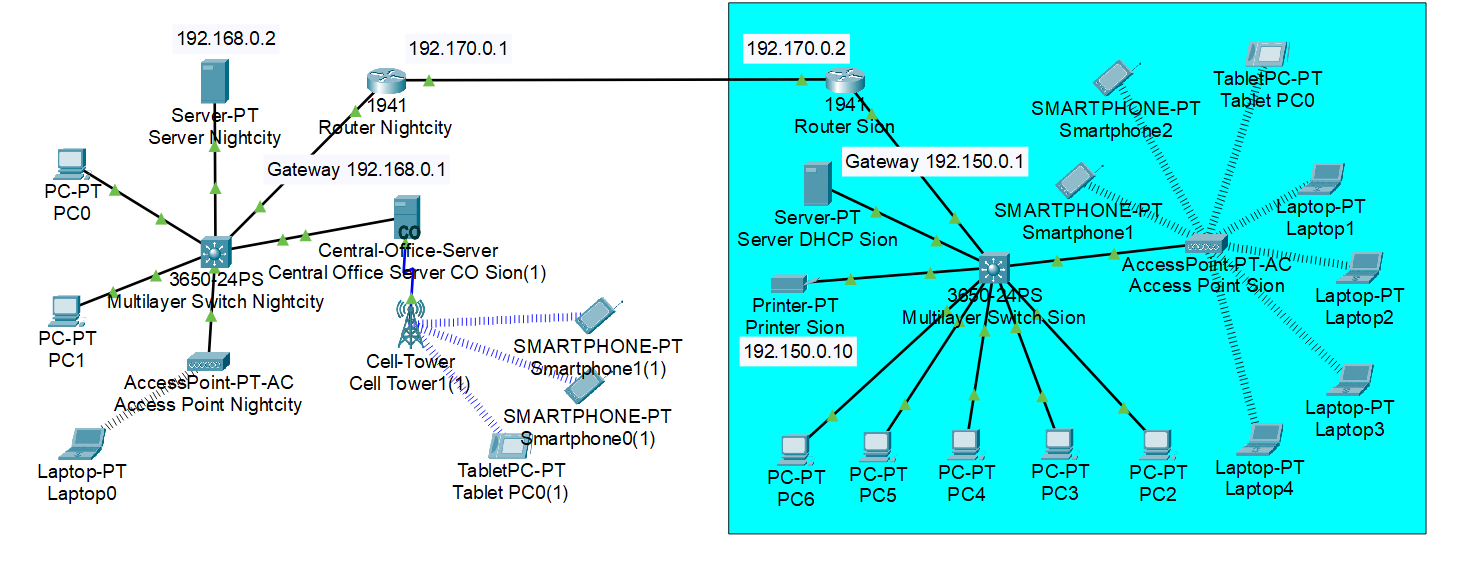 192.168.0.2
Server-PT
Server Nightcity
192.170.0.1
1941
Router Nightcity
Gateway 192.168.0.1
PC-PT
PC0
CO
Central-Office-Server
Central Office Server CO Sion(1)
3650-24PS
Multilayer Switch Nightcity
PC-PT
PC1
AccessPoint-PT-AC
Access Point Nightcity
Laptop-PT
Laptop0
Cell-Tower
Cell Tower1(1)
SMARTPHONE-PT
Smartphone1(1)
SMARTPHONE-PT
Smartphone0(1)
TabletPC-PT
Tablet PC0(1)
192.170.0.2
1941
Router Sion
Gateway 192.150.0.1
Server-PT
Server DHCP Sion
Printer-PT
Printer Sion
192.150.0.10
3650-24PS
Multilayer Switch Sion
SMARTPHONE-PT
Smartphone2
TabletPC-PT
Tablet PC0
SMARTPHONE-PT
Smartphone1
Laptop-PT
Laptop1
AccessPoint-PT-AC
Access Point Sion
Laptop-PT
Laptop2
Laptop-PT
Laptop3
Laptop-PT
Laptop4
PC-PT
PC6
PC-PT
PC5
PC-PT
PC4
PC-PT
PC3
PC-PT
PC2